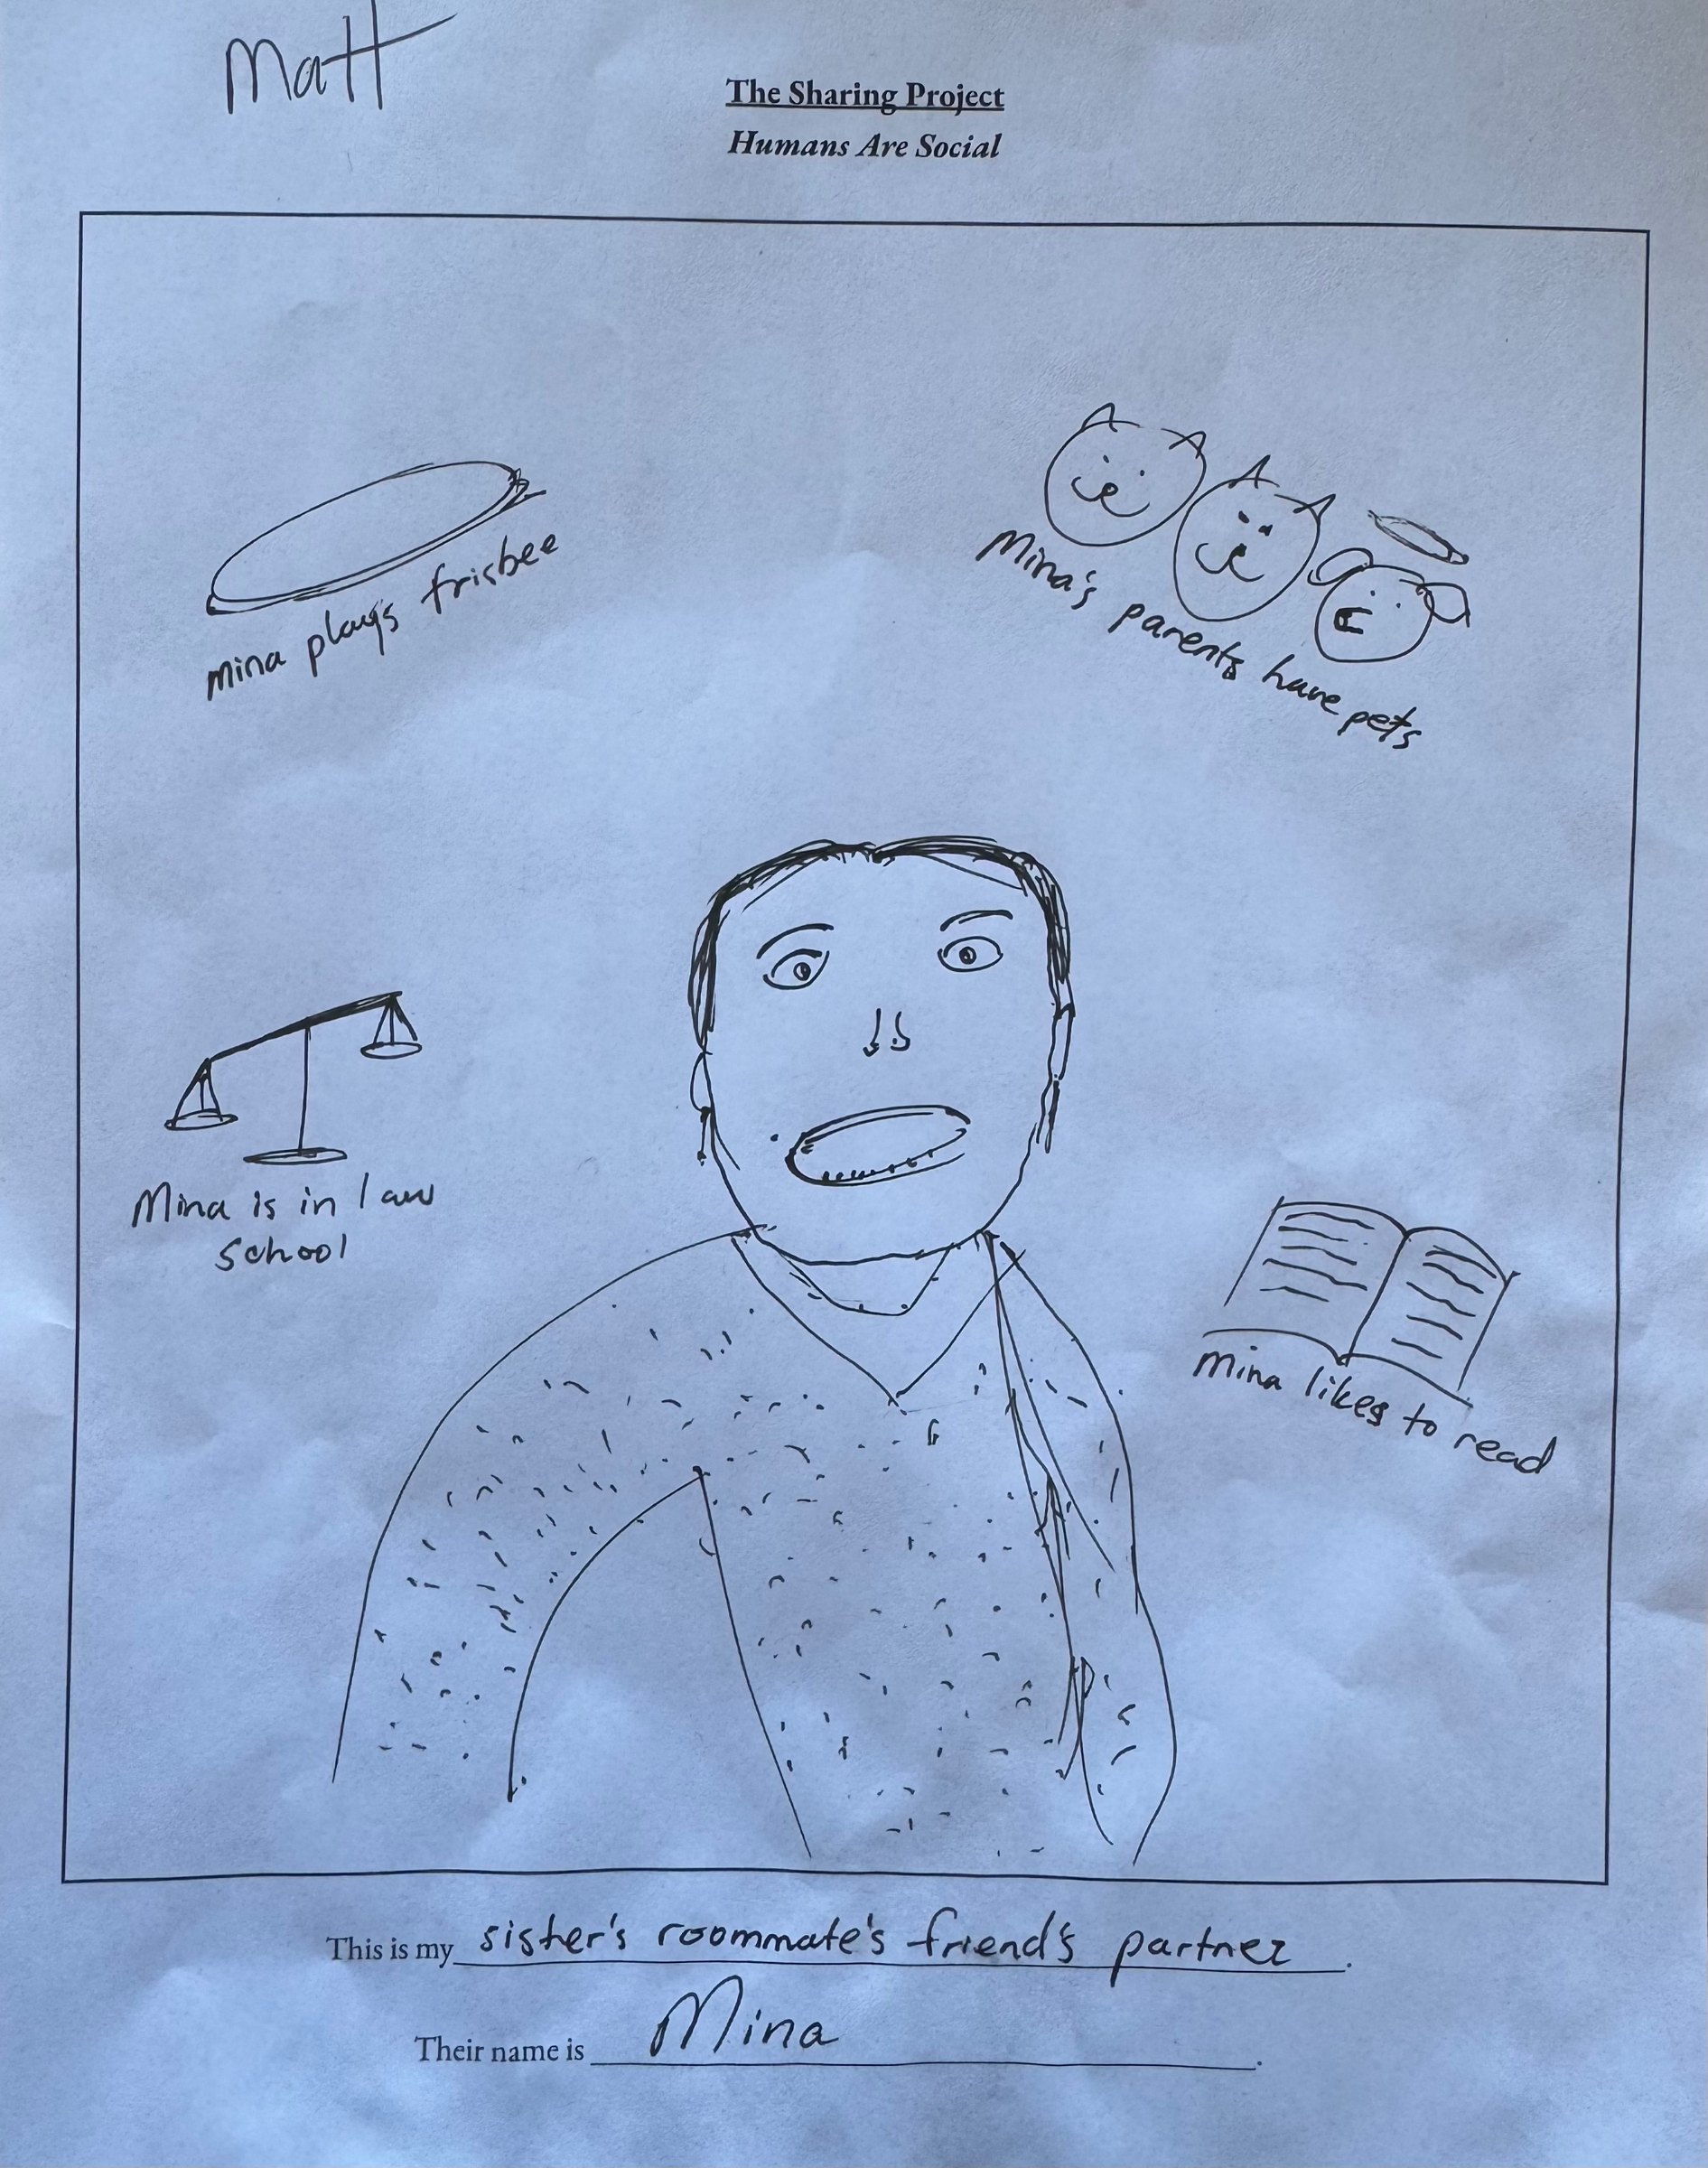 Matt
The Sharing Project
Humans Are Social
mina plays frisbee
Mina's parents have pets
Mina is in law
school
Mina likes to read
This is my sister's roommate's friend's partner.
Their name is Mina.